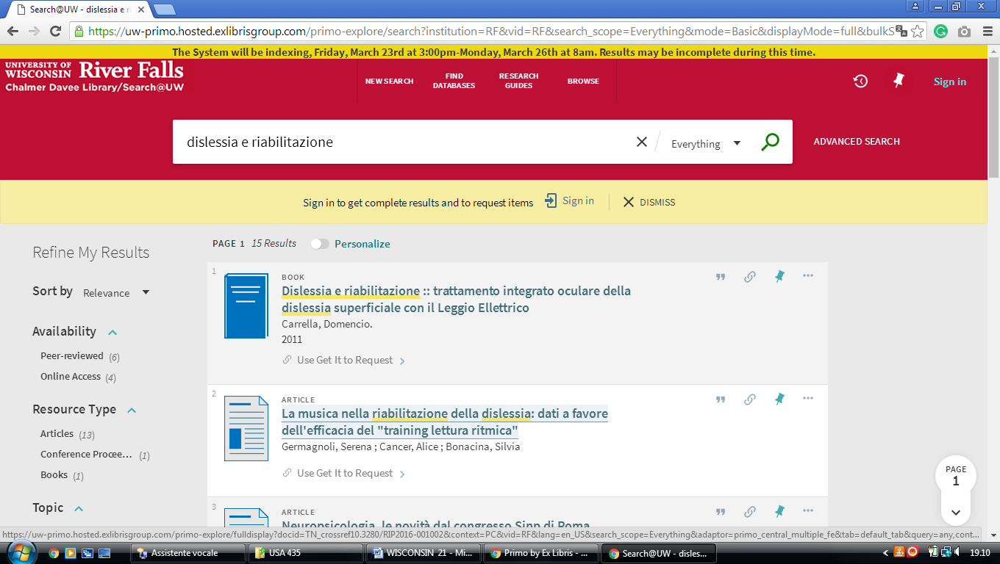 Search@UW - dislessia e ri
https://uw-primo.hosted.exlibrisgroup.com/primo-explore/search?institution=RF&vid=RF&search_scope=Everything&mode=Basic&displayMode=full&bulkS
The System will be indexing, Friday, March 23rd at 3:00pm-Monday, March 26th at 8am. Results may be incomplete during this time.
UNIVERSITY OF WISCONSIN River Falls
Chalmer Davee Library/Search@UW
NEW SEARCH
FIND DATABASES
RESEARCH GUIDES
BROWSE
Sign in
dislessia e riabilitazione
Everything
ADVANCED SEARCH
Sign in to get complete results and to request items
Sign in
DISMISS
Refine My Results
Sort by Relevance
Availability
Peer-reviewed (6)
Online Access (4)
Resource Type
Articles (13)
Conference Procee... (1)
Books (1)
Topic
PAGE 1 15 Results Personalize
1
BOOK
Dislessia e riabilitazione :: trattamento integrato oculare della
dislessia superficiale con il Leggio Ellettrico
Carrella, Domencio.
2011
Use Get It to Request
2
ARTICLE
La musica nella riabilitazione della dislessia: dati a favore
dell'efficacia del "training lettura ritmica"
Germagnoli, Serena ; Cancer, Alice ; Bonacina, Silvia
Use Get It to Request
3
ARTICLE
Neuropsicologia, le novità dal congresso Sinp di Roma
PAGE
1
https://uw-primo.hosted.exlibrisgroup.com/primo-explore/fulldisplay?docid=TN_crossref10.3280/RIP2016-001002&context=PC&vid=RF&lang=en_US&search_scope=Everything&adaptor=primo_central_multiple_fe&tab=default_tab&query=any,cont...
Assistente vocale
USA 435
WISCONSIN 21 - Mi...
Primo by Ex Libris - ...
Search@UW - disles...
19.10